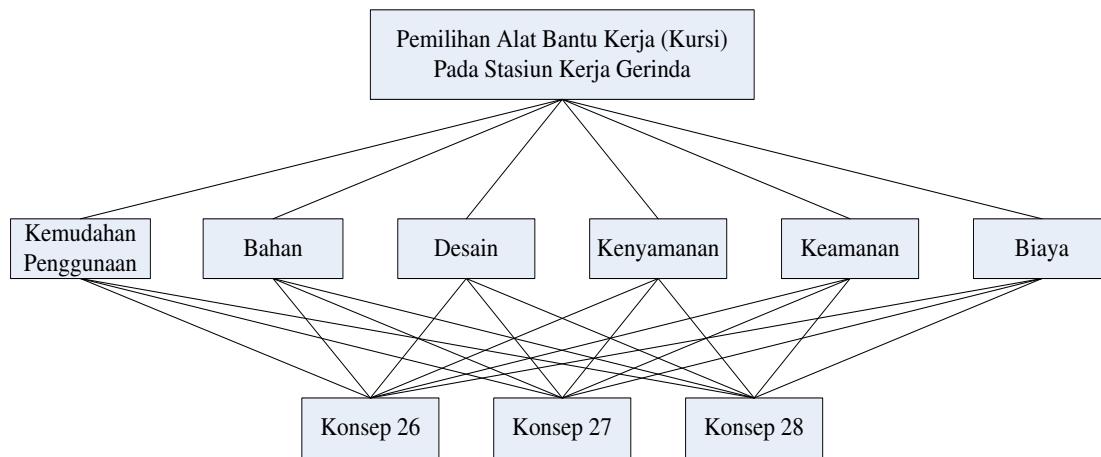 Pemilihan Alat Bantu Kerja (Kursi)
Pada Stasiun Kerja Gerinda
Kemudahan
Penggunaan
Bahan
Desain
Kenyamanan
Keamanan
Biaya
Konsep 26
Konsep 27
Konsep 28